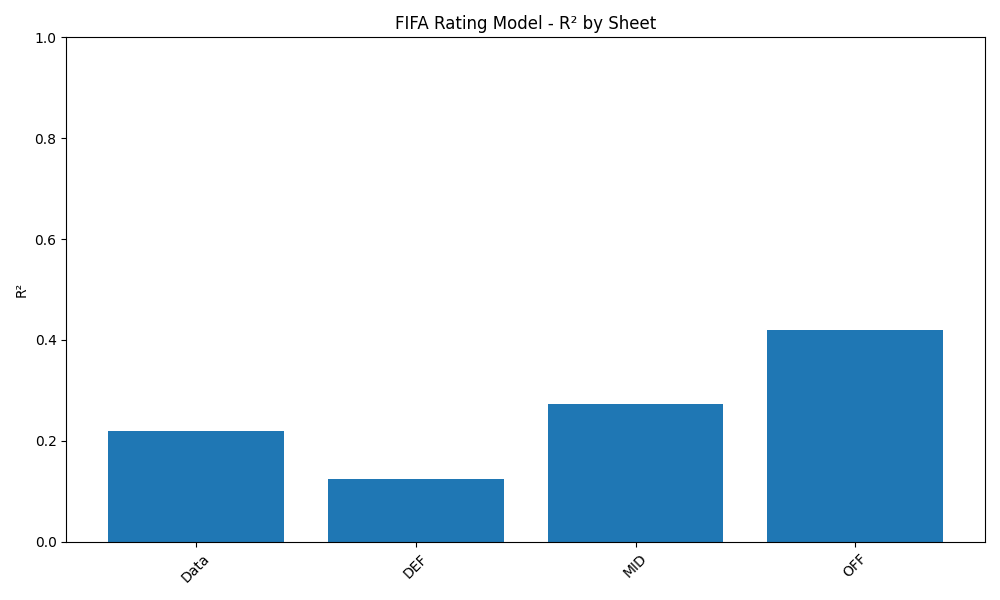 FIFA Rating Model - R² by Sheet
1.0
0.8
0.6
0.4
0.2
0.0
R²
Data
DEF
MID
OFF